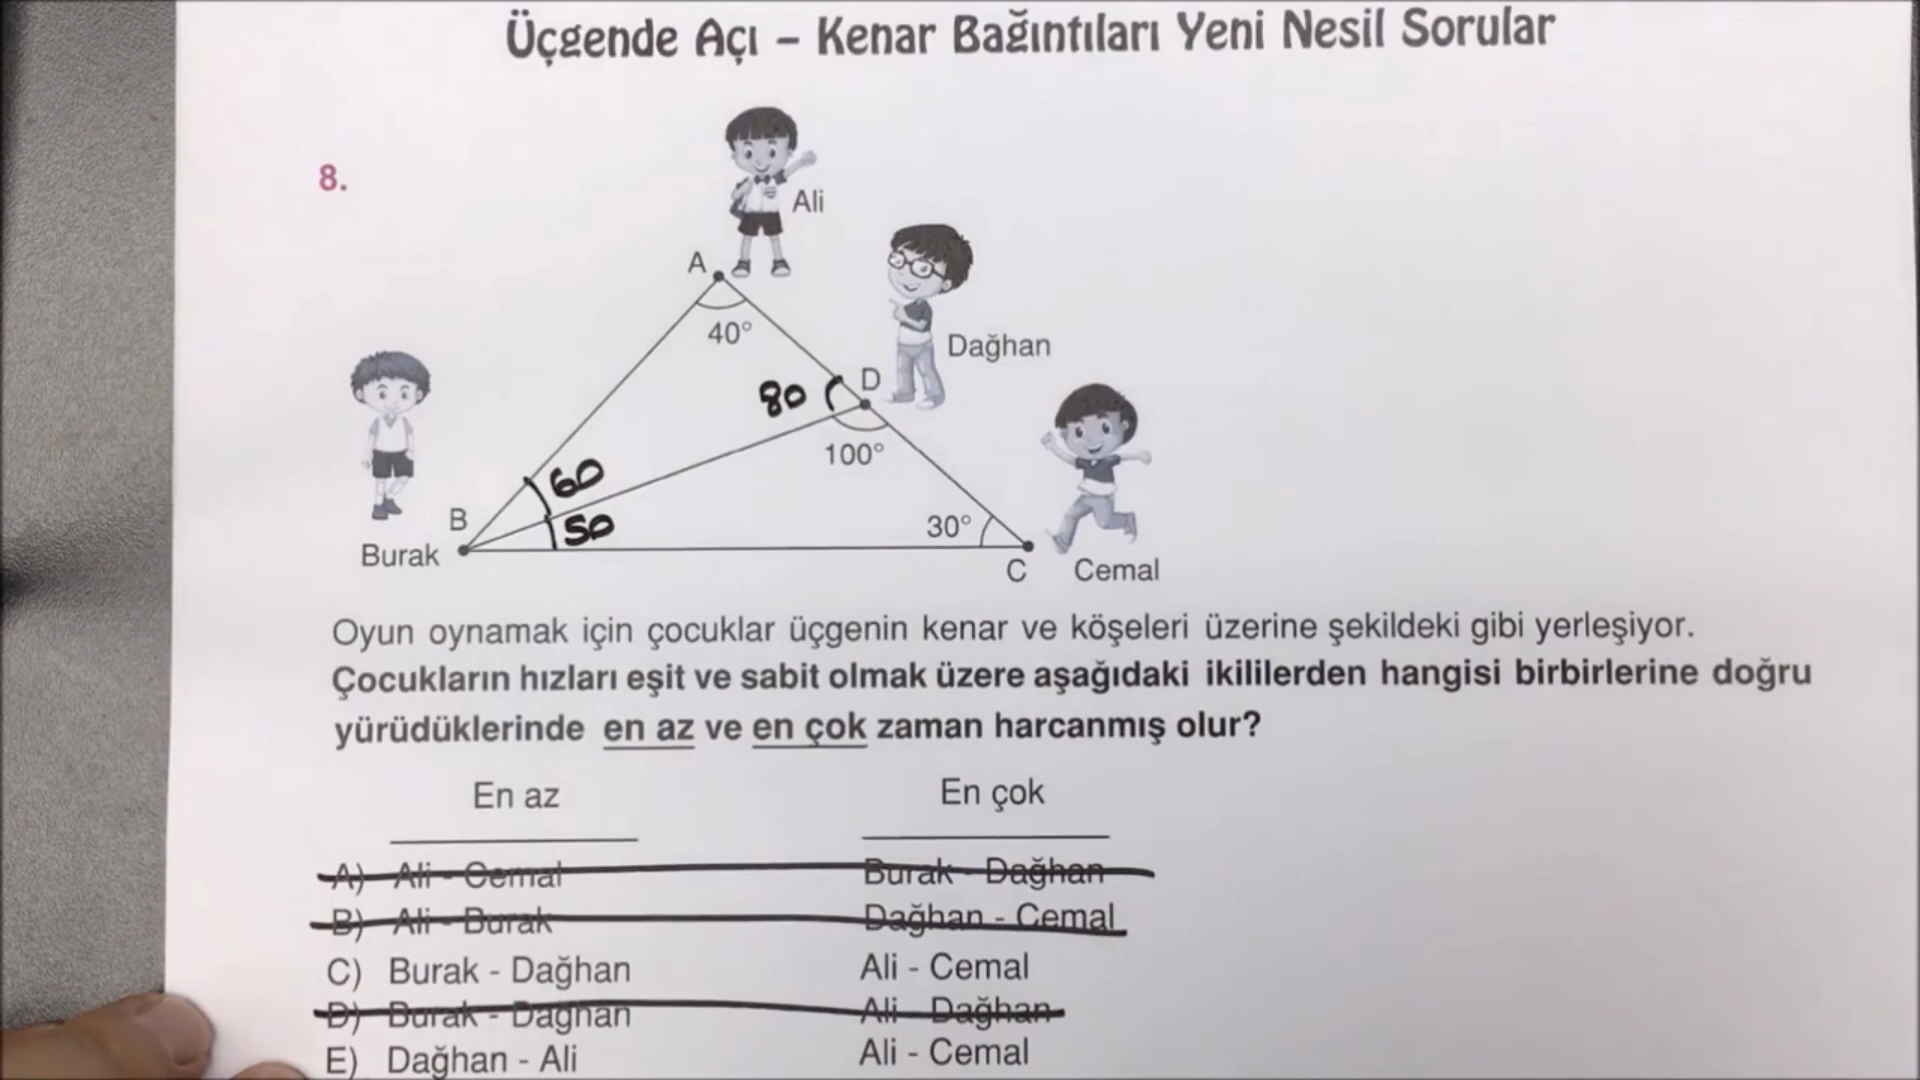 Üçgende Açı – Kenar Bağıntıları Yeni Nesil Sorular
8.
Ali
A
40°
Dağhan
D
80
100°
60
50
B
Burak
30°
C
Cemal
Oyun oynamak için çocuklar üçgenin kenar ve köşeleri üzerine şekildeki gibi yerleşiyor.
Çocukların hızları eşit ve sabit olmak üzere aşağıdaki ikililerden hangisi birbirlerine doğru
yürüdüklerinde en az ve en çok zaman harcanmış olur?
En az En çok
A) Ali - Cemal Burak - Dağhan
B) Ali - Burak Dağhan - Cemal
C) Burak - Dağhan Ali - Cemal
D) Burak - Dağhan Ali - Dağhan
E) Dağhan - Ali Ali - Cemal